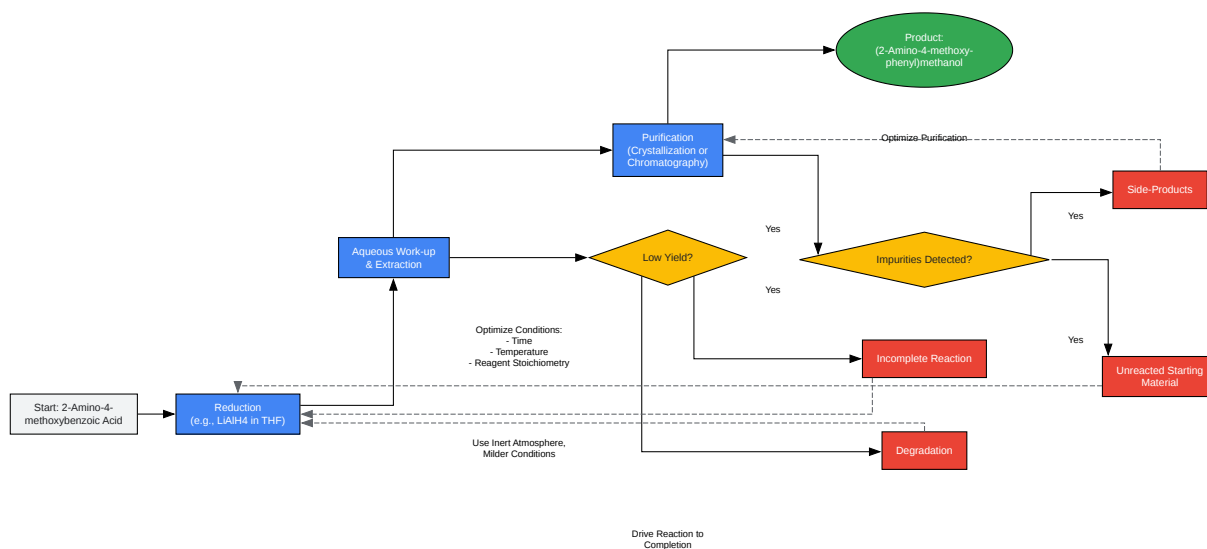 Product:
(2-Amino-4-methoxy-
phenyl)methanol
Purification
(Crystallization or
Chromatography)
Optimize Purification
Side-Products
Yes
Yes
Aqueous Work-up
& Extraction
Low Yield?
Impurities Detected?
Yes
Optimize Conditions:
- Time
- Temperature
- Reagent Stoichiometry
Yes
Incomplete Reaction
Unreacted Starting
Material
Start: 2-Amino-4-
methoxybenzoic Acid
Reduction
(e.g., LiAlH4 in THF)
Use Inert Atmosphere,
Milder Conditions
Degradation
Drive Reaction to
Completion